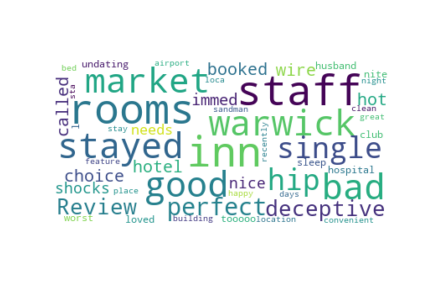 bed undating airport booked wire husband nite
market loca staff hot
called sta rooms immed night
l needs warwick sandman clean club great
stayed stay inn recently single
feature hotel sleep hospital
choice good nice hip bad
shocks place happy days
Review perfect deceptive
worst loved building tooooo location convenient